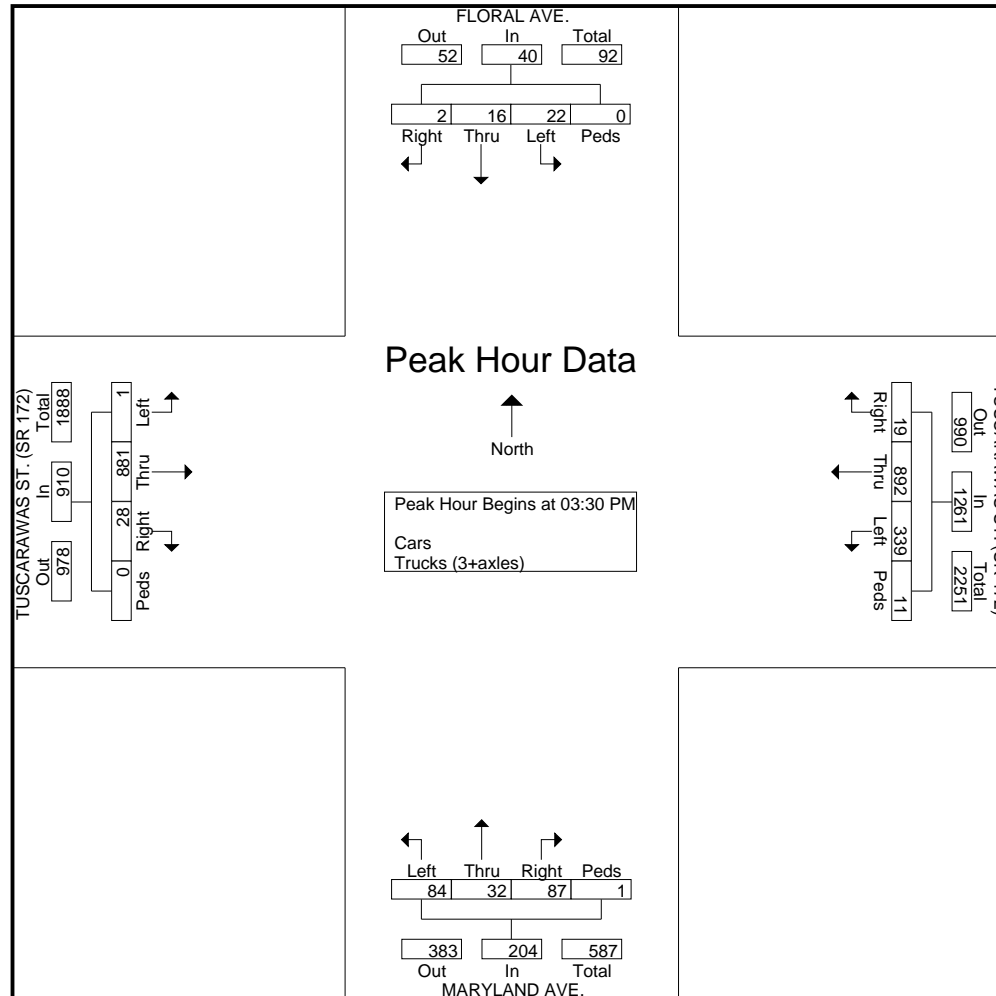 FLORAL AVE.
Out In Total
52 40 92
2 16 22 0
Right Thru Left Peds
Peak Hour Data
North
Peak Hour Begins at 03:30 PM
Cars
Trucks (3+axles)
TUSCARAWAS ST. (SR 172)
Out In Total
978 910 1888
1 881 28 0
Left Thru Right Peds
Out In Total
990 1261 2251
19 892 339 11
Right Thru Left Peds
Left Thru Right Peds
84 32 87 1
383 204 587
Out In Total
MARYLAND AVE.